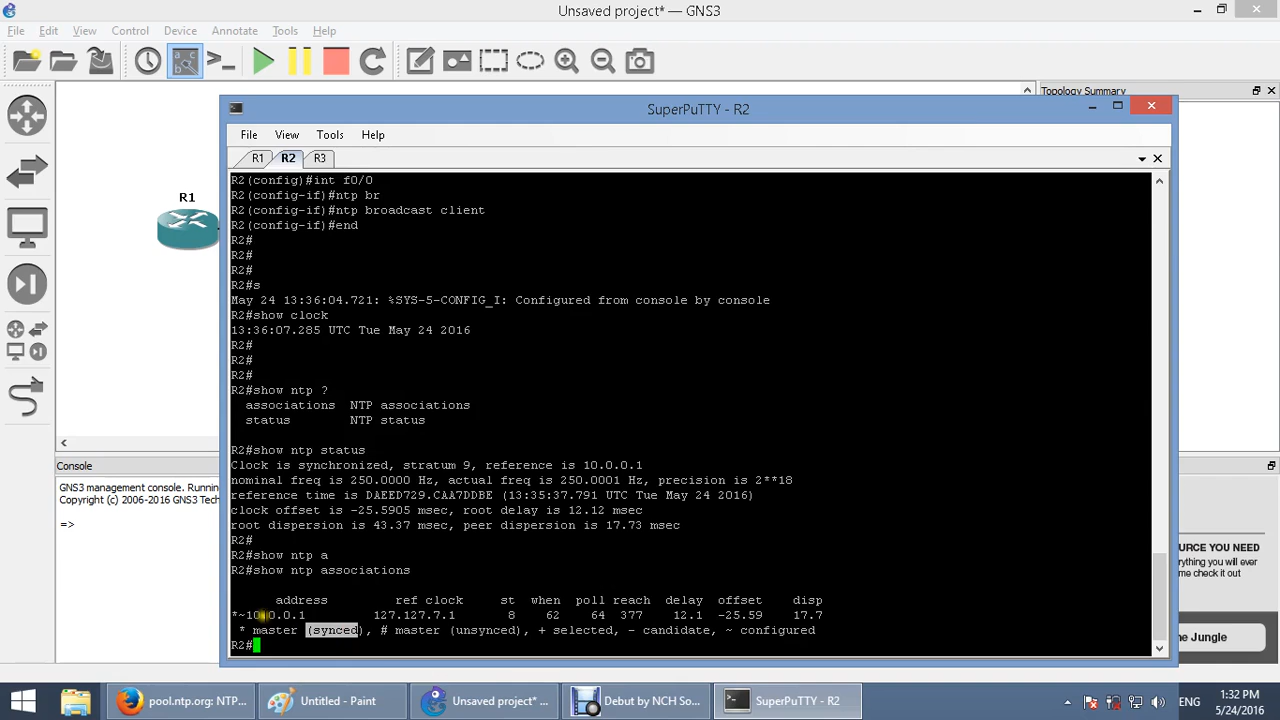 Unsaved project* — GNS3
File Edit View Control Device Annotate Tools Help
Topology Summary
SuperPuTTY - R2
File View Tools Help
R1 R2 R3
R1
R2(config)#int f0/0
R2(config-if)#ntp br
R2(config-if)#ntp broadcast client
R2(config-if)#end
R2#
R2#
R2#
R2#s
May 24 13:36:04.721: %SYS-5-CONFIG_I: Configured from console by console
R2#show clock
13:36:07.285 UTC Tue May 24 2016
R2#
R2#
R2#
R2#show ntp ?
associations NTP associations
status NTP status
R2#show ntp status
Clock is synchronized, stratum 9, reference is 10.0.0.1
nominal freq is 250.0000 Hz, actual freq is 250.0001 Hz, precision is 2**18
reference time is DAEED729.CAA7DDBE (13:35:37.791 UTC Tue May 24 2016)
clock offset is -25.5905 msec, root delay is 12.12 msec
root dispersion is 43.37 msec, peer dispersion is 17.73 msec
R2#
R2#show ntp a
R2#show ntp associations
address ref clock st when poll reach delay offset disp
*~10.0.0.1 127.127.7.1 8 62 64 377 12.1 -25.59 17.7
* master (synced), # master (unsynced), + selected, - candidate, ~ configured
R2#
Console
GNS3 management console. Runnin
Copyright (c) 2006-2016 GNS3 Tech
=>
OURCE YOU NEED
erything you will ever
me check it out
he Jungle
pool.ntp.org: NTP... Untitled - Paint Unsaved project*... Debut by NCH So... SuperPuTTY - R2 ENG 1:32 PM
5/24/2016